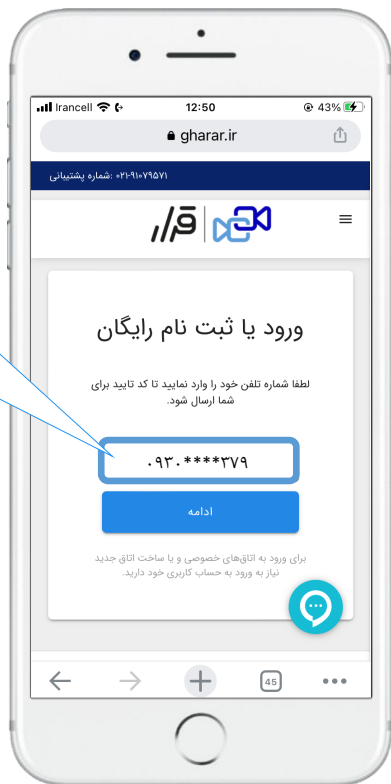 Irancell 12:50 43%
gharar.ir
شماره پشتیبانی: ۰۲۱-۹۱۰۷۹۵۷۱
قرار
ورود یا ثبت نام رایگان
لطفا شماره تلفن خود را وارد نمایید تا کد تایید برای
شما ارسال شود.
۰۹۳۰****۳۷۹
ادامه
برای ورود به اتاق‌های خصوصی و یا ساخت اتاق جدید
نیاز به ورود به حساب کاربری خود دارید.
45